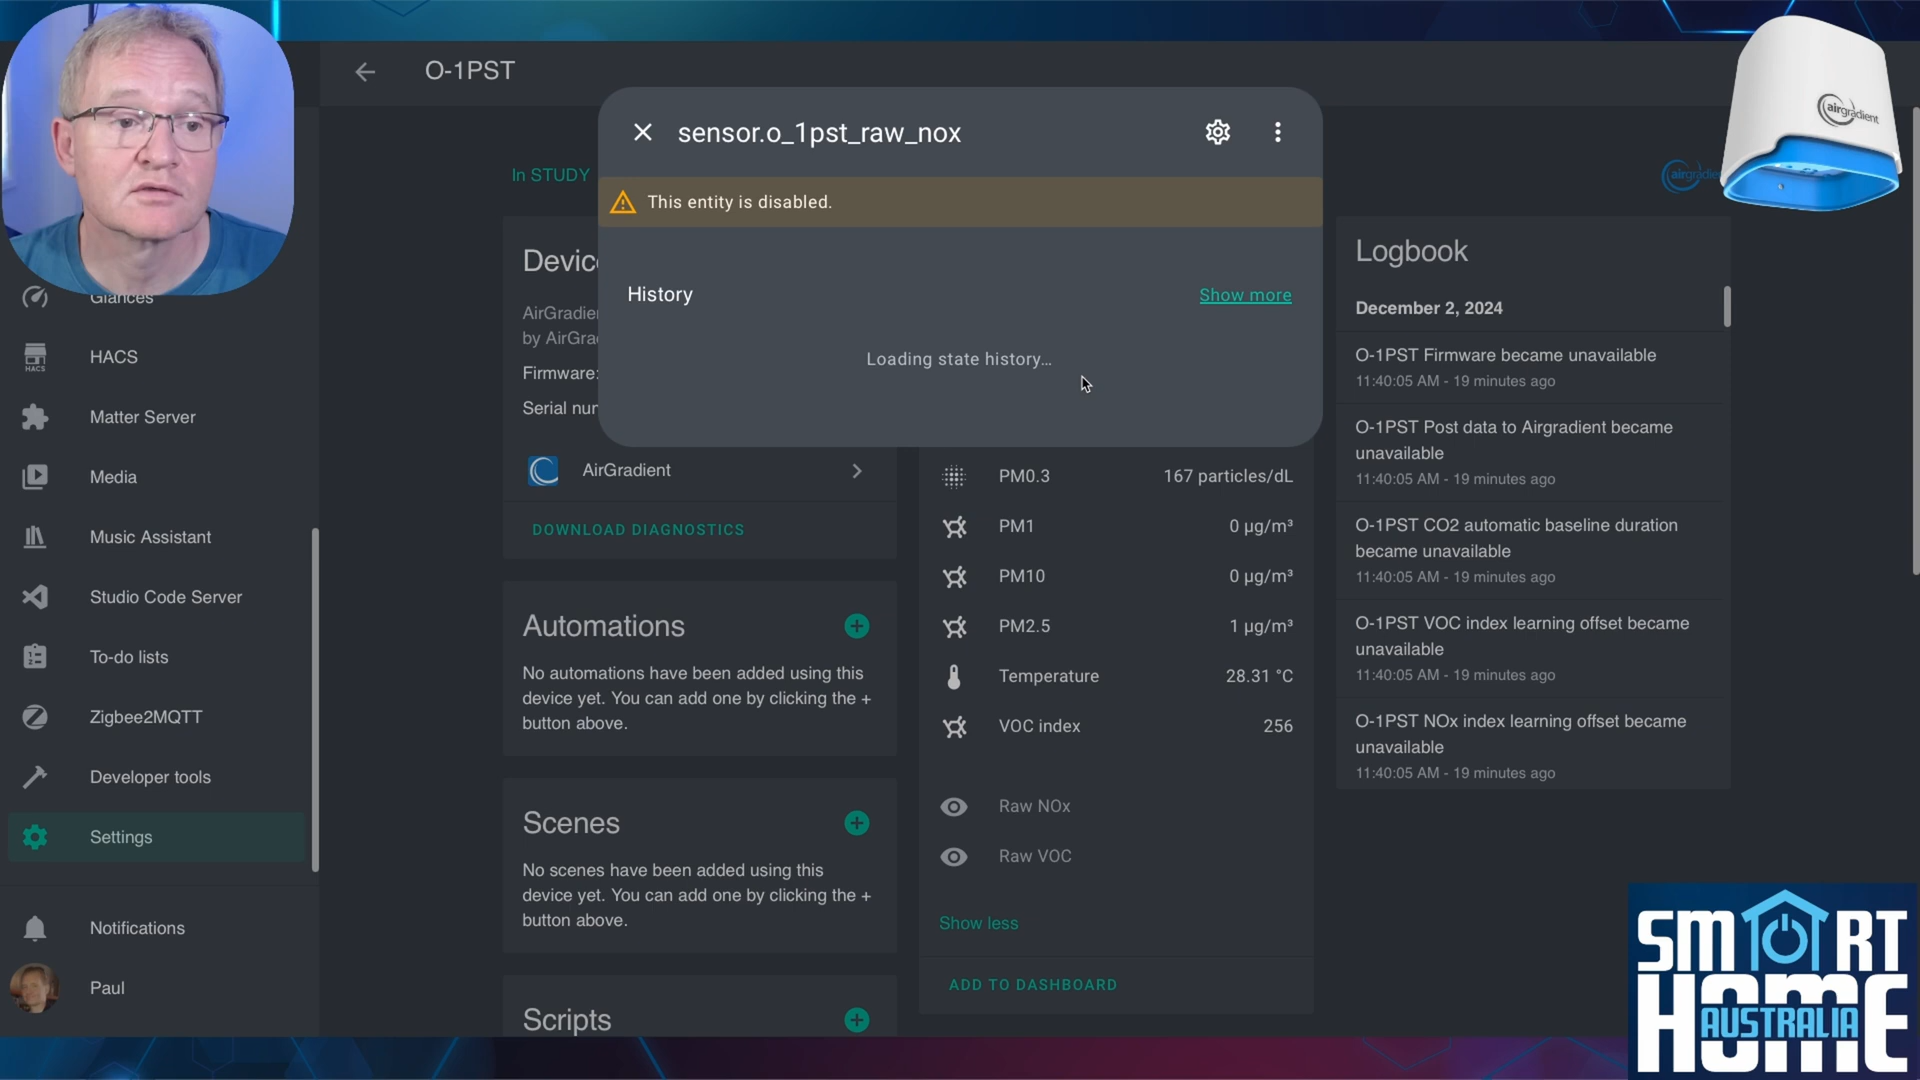 O-1PST
sensor.o_1pst_raw_nox
This entity is disabled.
History
Show more
Loading state history…
In STUDY
Devic
AirGradie
by AirGra
Firmware:
Serial nur
AirGradient
DOWNLOAD DIAGNOSTICS
Automations
No automations have been added using this
device yet. You can add one by clicking the +
button above.
Scenes
No scenes have been added using this
device yet. You can add one by clicking the +
button above.
Scripts
PM0.3
167 particles/dL
PM1
0 µg/m³
PM10
0 µg/m³
PM2.5
1 µg/m³
Temperature
28.31 °C
VOC index
256
Raw NOx
Raw VOC
Show less
ADD TO DASHBOARD
airgradient
airgradie
Logbook
December 2, 2024
O-1PST Firmware became unavailable
11:40:05 AM - 19 minutes ago
O-1PST Post data to Airgradient became
unavailable
11:40:05 AM - 19 minutes ago
O-1PST CO2 automatic baseline duration
became unavailable
11:40:05 AM - 19 minutes ago
O-1PST VOC index learning offset became
unavailable
11:40:05 AM - 19 minutes ago
O-1PST NOx index learning offset became
unavailable
11:40:05 AM - 19 minutes ago
Glances
HACS
HACS
Matter Server
Media
Music Assistant
Studio Code Server
To-do lists
Zigbee2MQTT
Developer tools
Settings
Notifications
Paul
SMART
HOME
AUSTRALIA